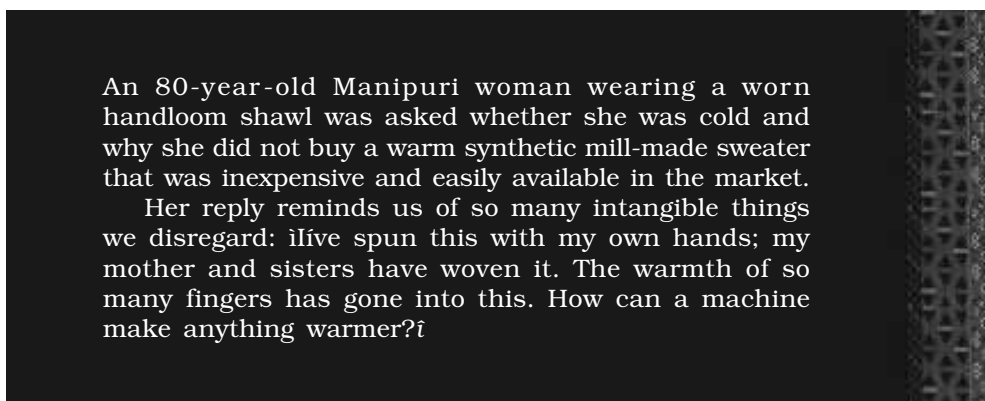 An 80-year-old Manipuri woman wearing a worn
handloom shawl was asked whether she was cold and
why she did not buy a warm synthetic mill-made sweater
that was inexpensive and easily available in the market.
Her reply reminds us of so many intangible things
we disregard: ìIíve spun this with my own hands; my
mother and sisters have woven it. The warmth of so
many fingers has gone into this. How can a machine
make anything warmer?î